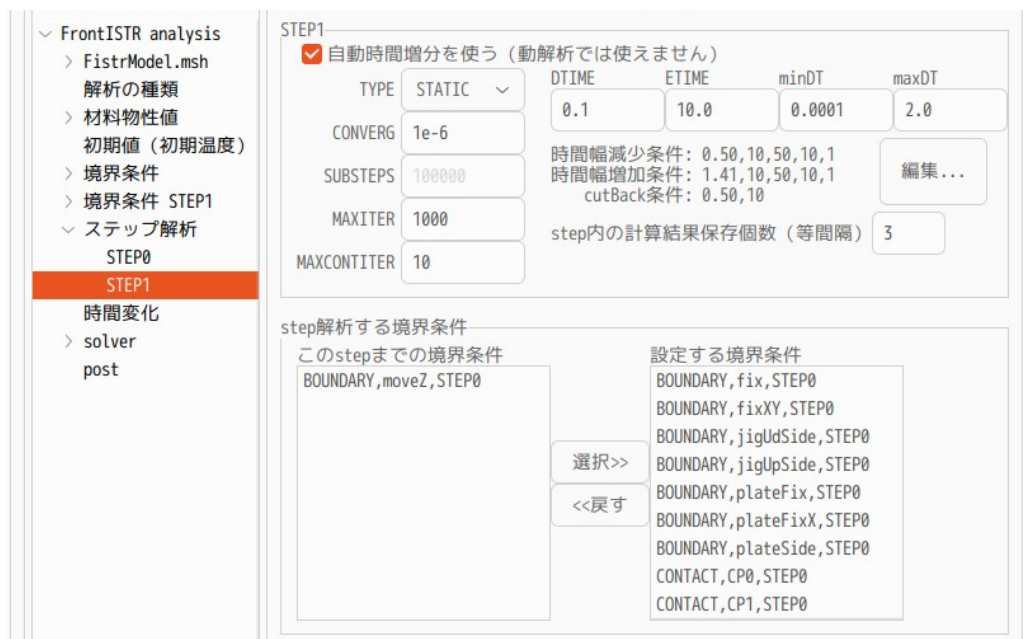 FrontISTR analysis
FistrModel.msh
解析の種類
材料物性値
初期値（初期温度）
境界条件
境界条件 STEP1
ステップ解析
STEP0
STEP1
時間変化
solver
post
STEP1
自動時間増分を使う（動解析では使えません）
TYPE STATIC
CONVERG 1e-6
SUBSTEPS 100000
MAXITER 1000
MAXCONTITER 10
DTIME ETIME minDT maxDT
0.1 10.0 0.0001 2.0
時間幅減少条件: 0.50,10,50,10,1
時間幅増加条件: 1.41,10,50,10,1
cutBack条件: 0.50,10
編集...
step内の計算結果保存個数（等間隔） 3
step解析する境界条件
このstepまでの境界条件
BOUNDARY,moveZ,STEP0
選択>>
<<戻す
設定する境界条件
BOUNDARY,fix,STEP0
BOUNDARY,fixXY,STEP0
BOUNDARY,jigUdSide,STEP0
BOUNDARY,jigUpSide,STEP0
BOUNDARY,plateFix,STEP0
BOUNDARY,plateFixX,STEP0
BOUNDARY,plateSide,STEP0
CONTACT,CP0,STEP0
CONTACT,CP1,STEP0